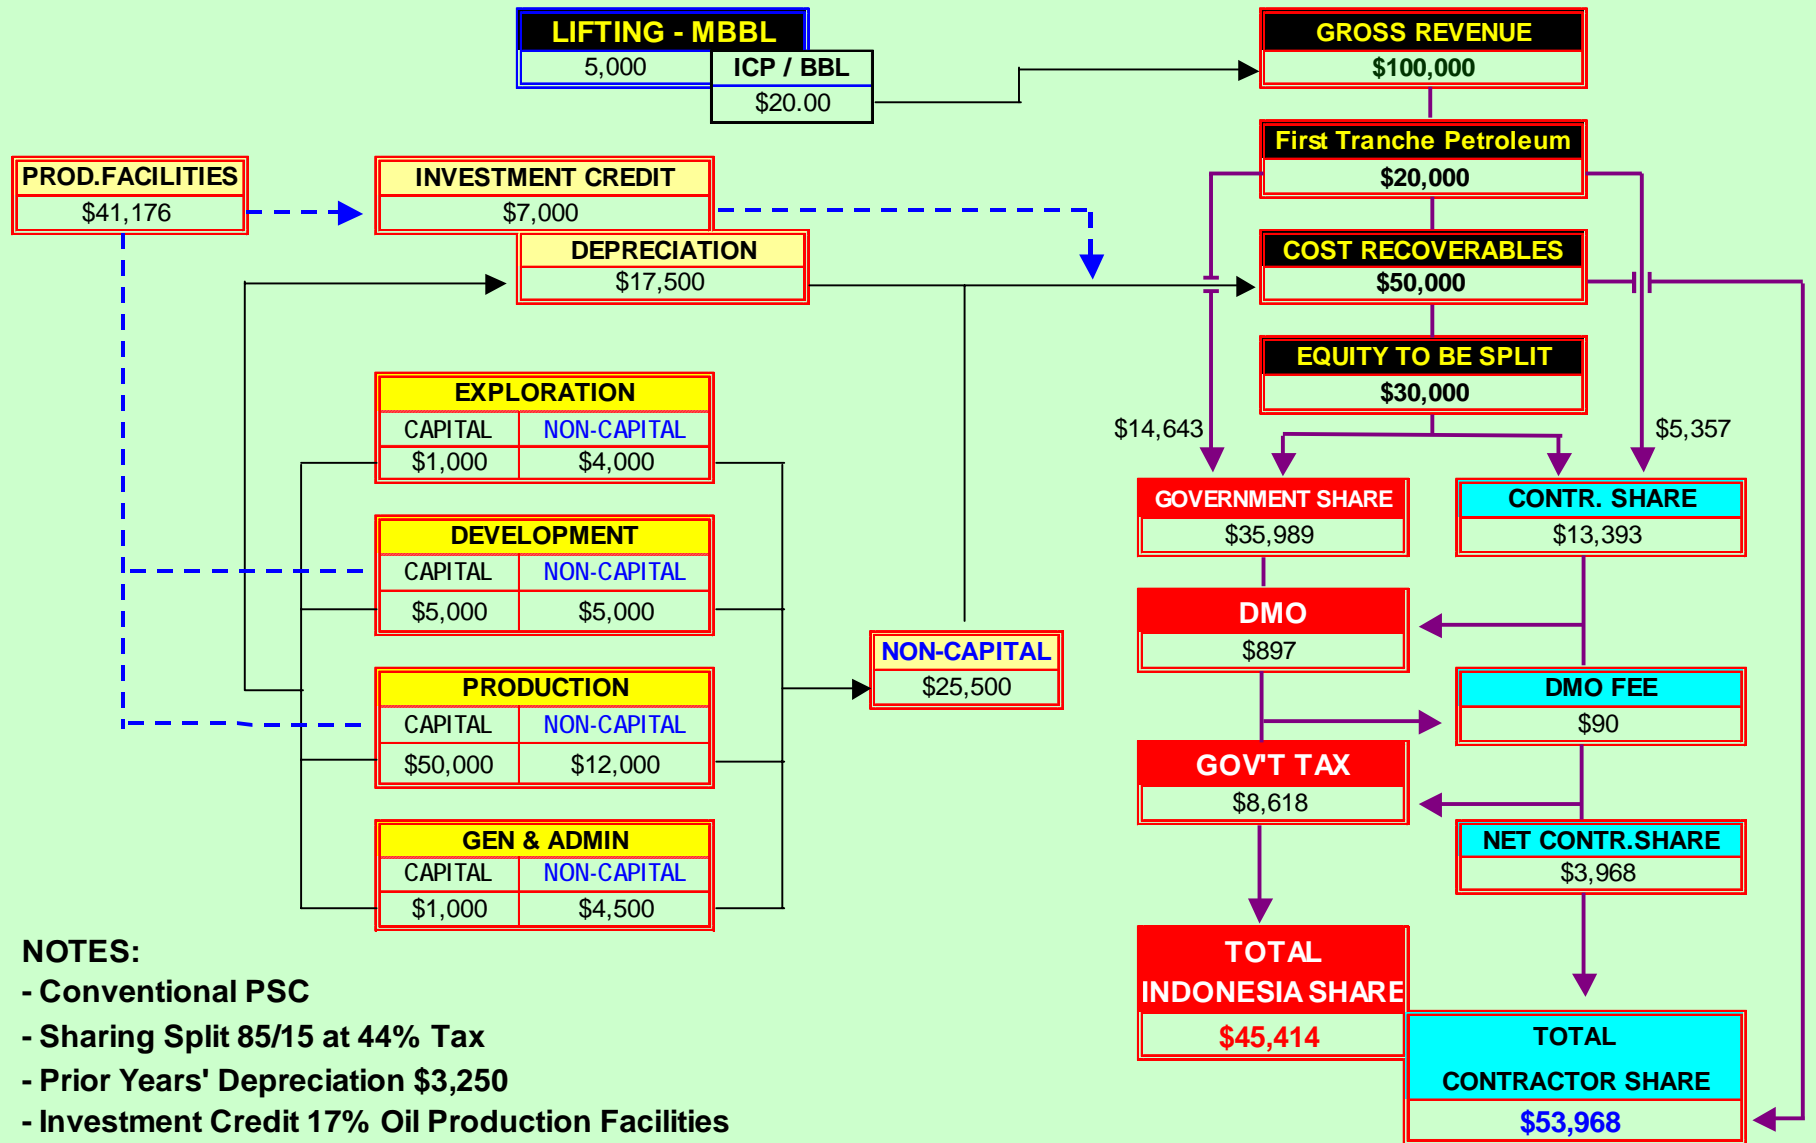 LIFTING - MBBL
5,000
ICP / BBL
$20.00
GROSS REVENUE
$100,000
First Tranche Petroleum
$20,000
PROD.FACILITIES
$41,176
INVESTMENT CREDIT
$7,000
DEPRECIATION
$17,500
COST RECOVERABLES
$50,000
EQUITY TO BE SPLIT
$30,000
$14,643
$5,357
EXPLORATION
CAPITAL NON-CAPITAL
$1,000 $4,000
DEVELOPMENT
CAPITAL NON-CAPITAL
$5,000 $5,000
PRODUCTION
CAPITAL NON-CAPITAL
$50,000 $12,000
GEN & ADMIN
CAPITAL NON-CAPITAL
$1,000 $4,500
NON-CAPITAL
$25,500
GOVERNMENT SHARE
$35,989
CONTR. SHARE
$13,393
DMO
$897
DMO FEE
$90
GOV'T TAX
$8,618
NET CONTR.SHARE
$3,968
TOTAL
INDONESIA SHARE
$45,414
TOTAL
CONTRACTOR SHARE
$53,968
NOTES:
- Conventional PSC
- Sharing Split 85/15 at 44% Tax
- Prior Years' Depreciation $3,250
- Investment Credit 17% Oil Production Facilities